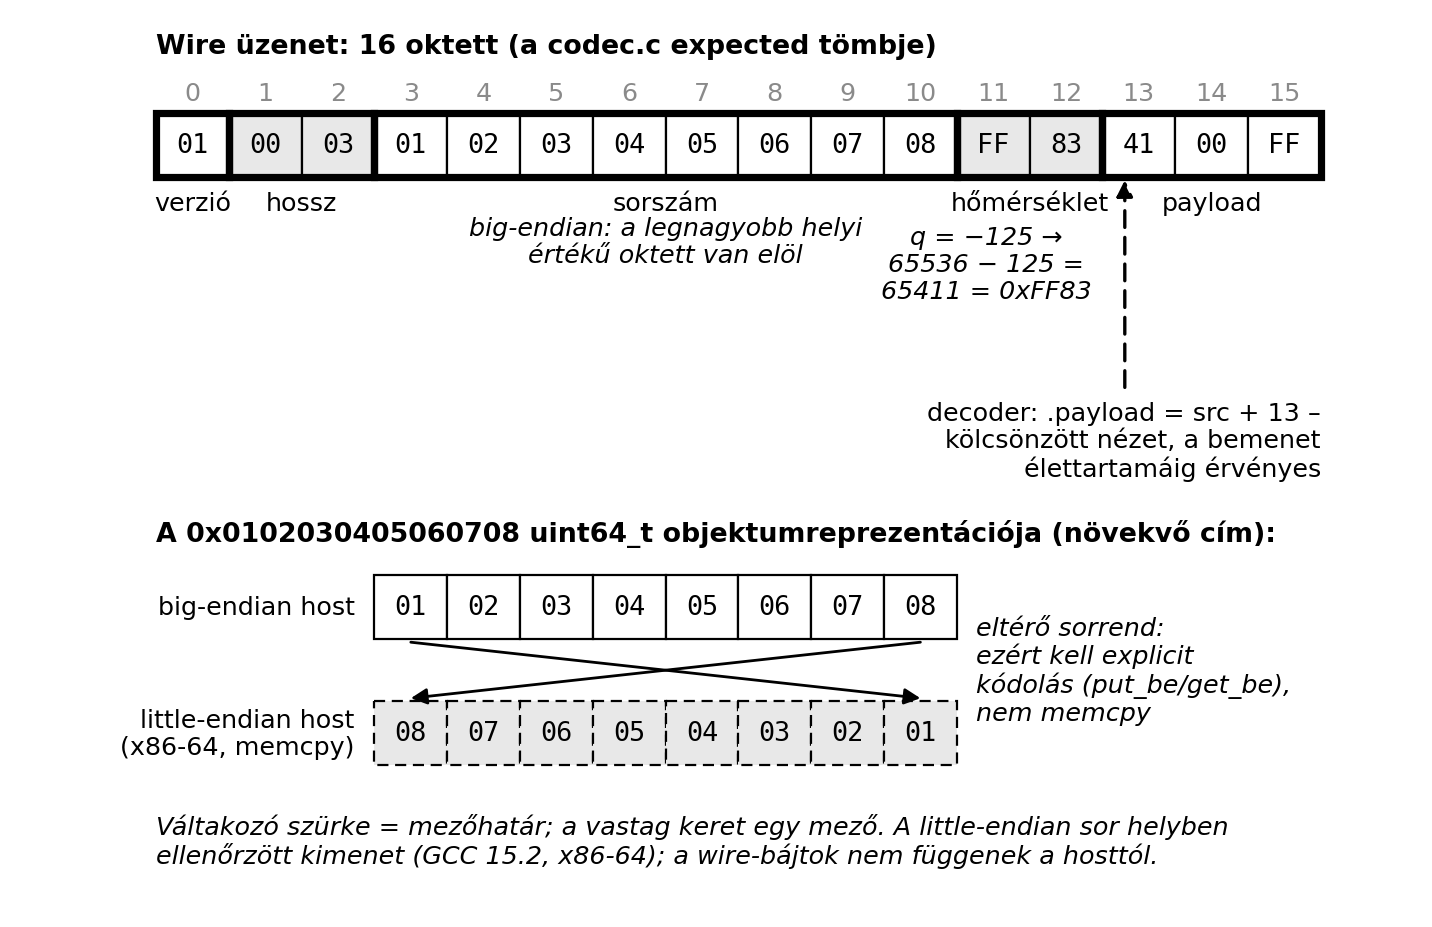 Wire üzenet: 16 oktett (a codec.c expected tömbje)
0 1 2 3 4 5 6 7 8 9 10 11 12 13 14 15
01 00 03 01 02 03 04 05 06 07 08 FF 83 41 00 FF
verzió hossz sorszám hőmérséklet payload
big-endian: a legnagyobb helyi
értékű oktett van elöl
q = −125 →
65536 − 125 =
65411 = 0xFF83
decoder: .payload = src + 13 –
kölcsönzött nézet, a bemenet
élettartamáig érvényes
A 0x0102030405060708 uint64_t objektumreprezentációja (növekvő cím):
big-endian host 01 02 03 04 05 06 07 08
eltérő sorrend:
ezért kell explicit
kódolás (put_be/get_be),
nem memcpy
little-endian host
(x86-64, memcpy)
08 07 06 05 04 03 02 01
Váltakozó szürke = mezőhatár; a vastag keret egy mező. A little-endian sor helyben
ellenőrzött kimenet (GCC 15.2, x86-64); a wire-bájtok nem függenek a hosttól.